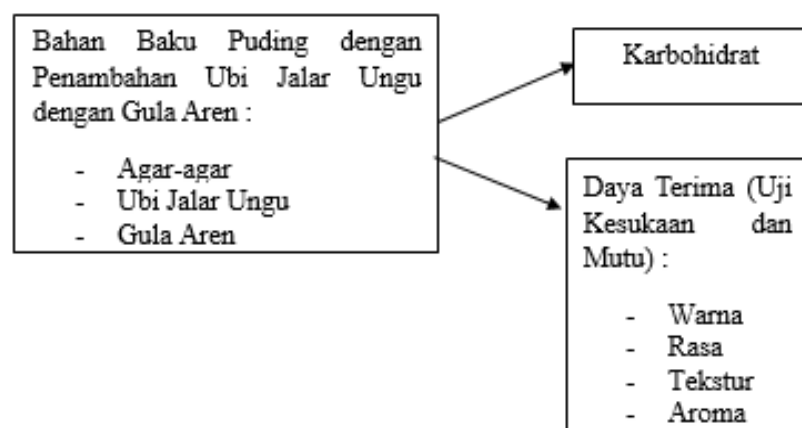 Bahan Baku Puding dengan
Penambahan Ubi Jalar Ungu
dengan Gula Aren :
- Agar-agar
- Ubi Jalar Ungu
- Gula Aren
Karbohidrat
Daya Terima (Uji
Kesukaan dan
Mutu) :
- Warna
- Rasa
- Tekstur
- Aroma